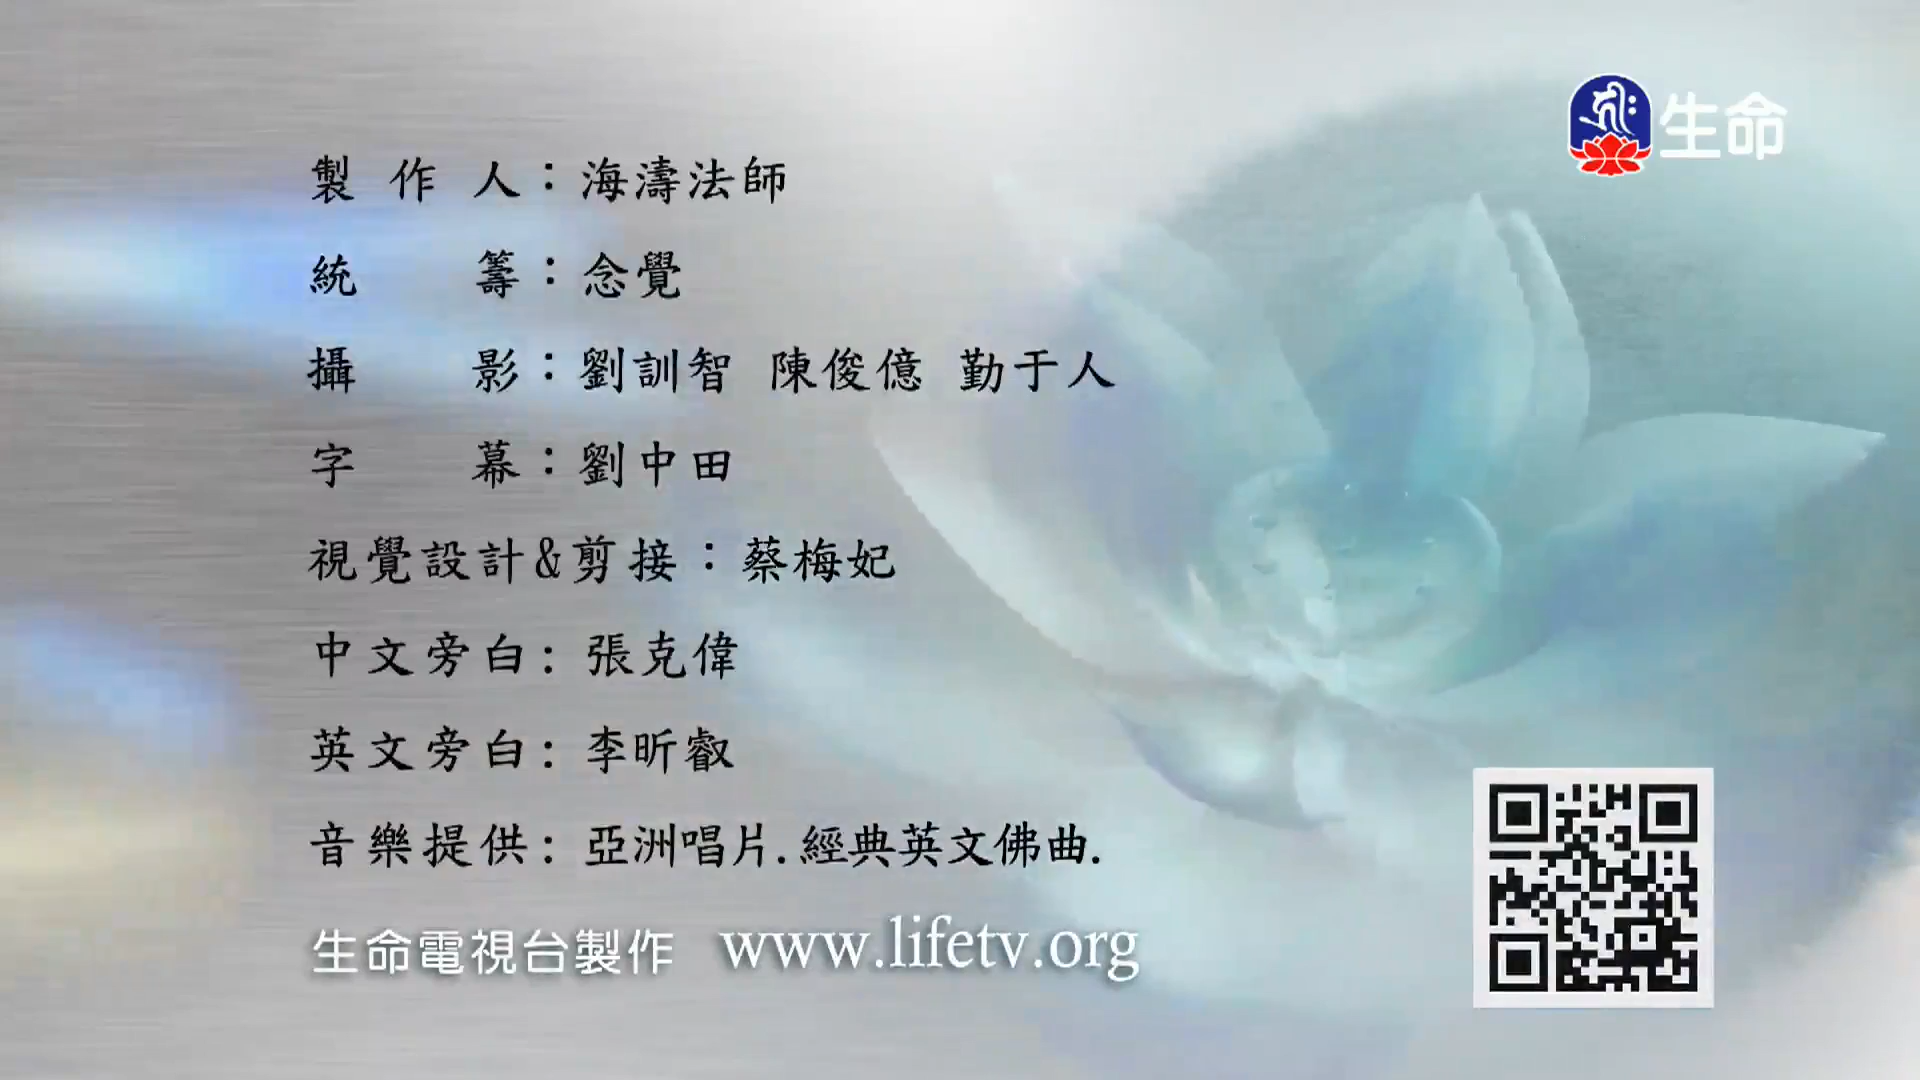 生命
製作人：海濤法師
統籌：念覺
攝影：劉訓智 陳俊億 勤于人
字幕：劉中田
視覺設計&剪接：蔡梅妃
中文旁白：張克偉
英文旁白：李昕叡
音樂提供：亞洲唱片.經典英文佛曲.
生命電視台製作 www.lifetv.org